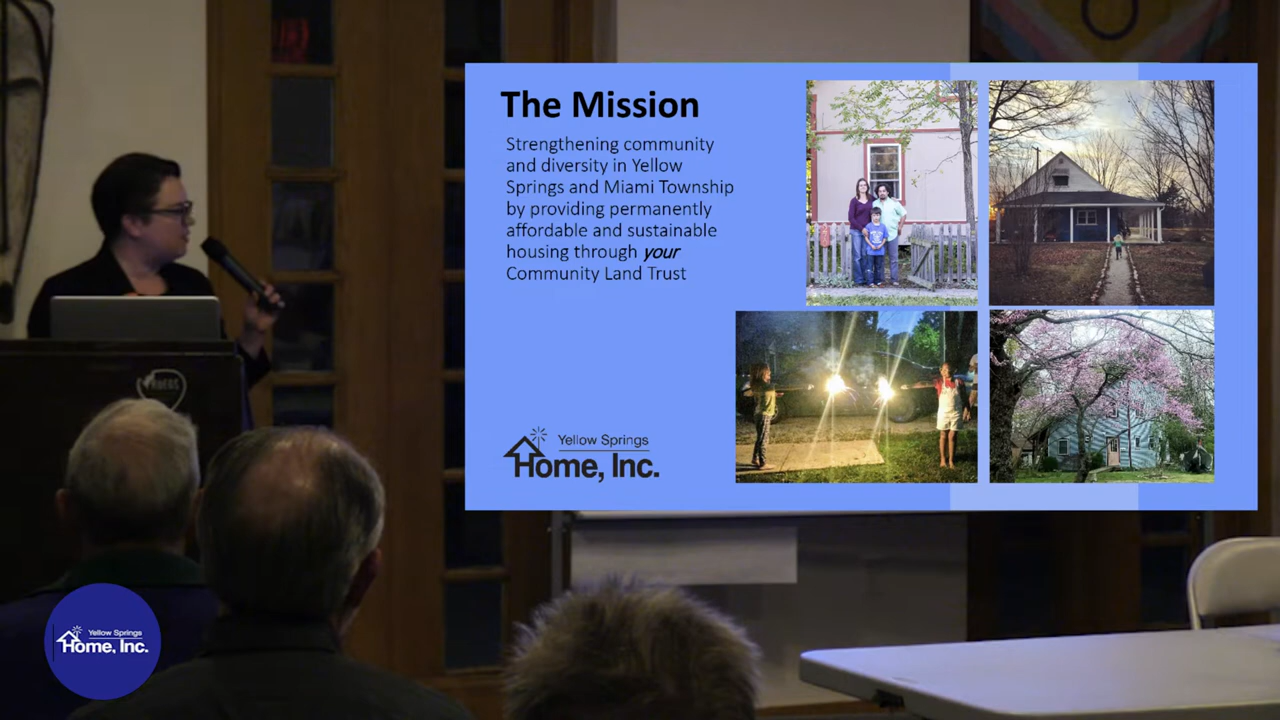 The Mission
Strengthening community
and diversity in Yellow
Springs and Miami Township
by providing permanently
affordable and sustainable
housing through your
Community Land Trust
Yellow Springs
Home, Inc.
Yellow Springs
Home, Inc.